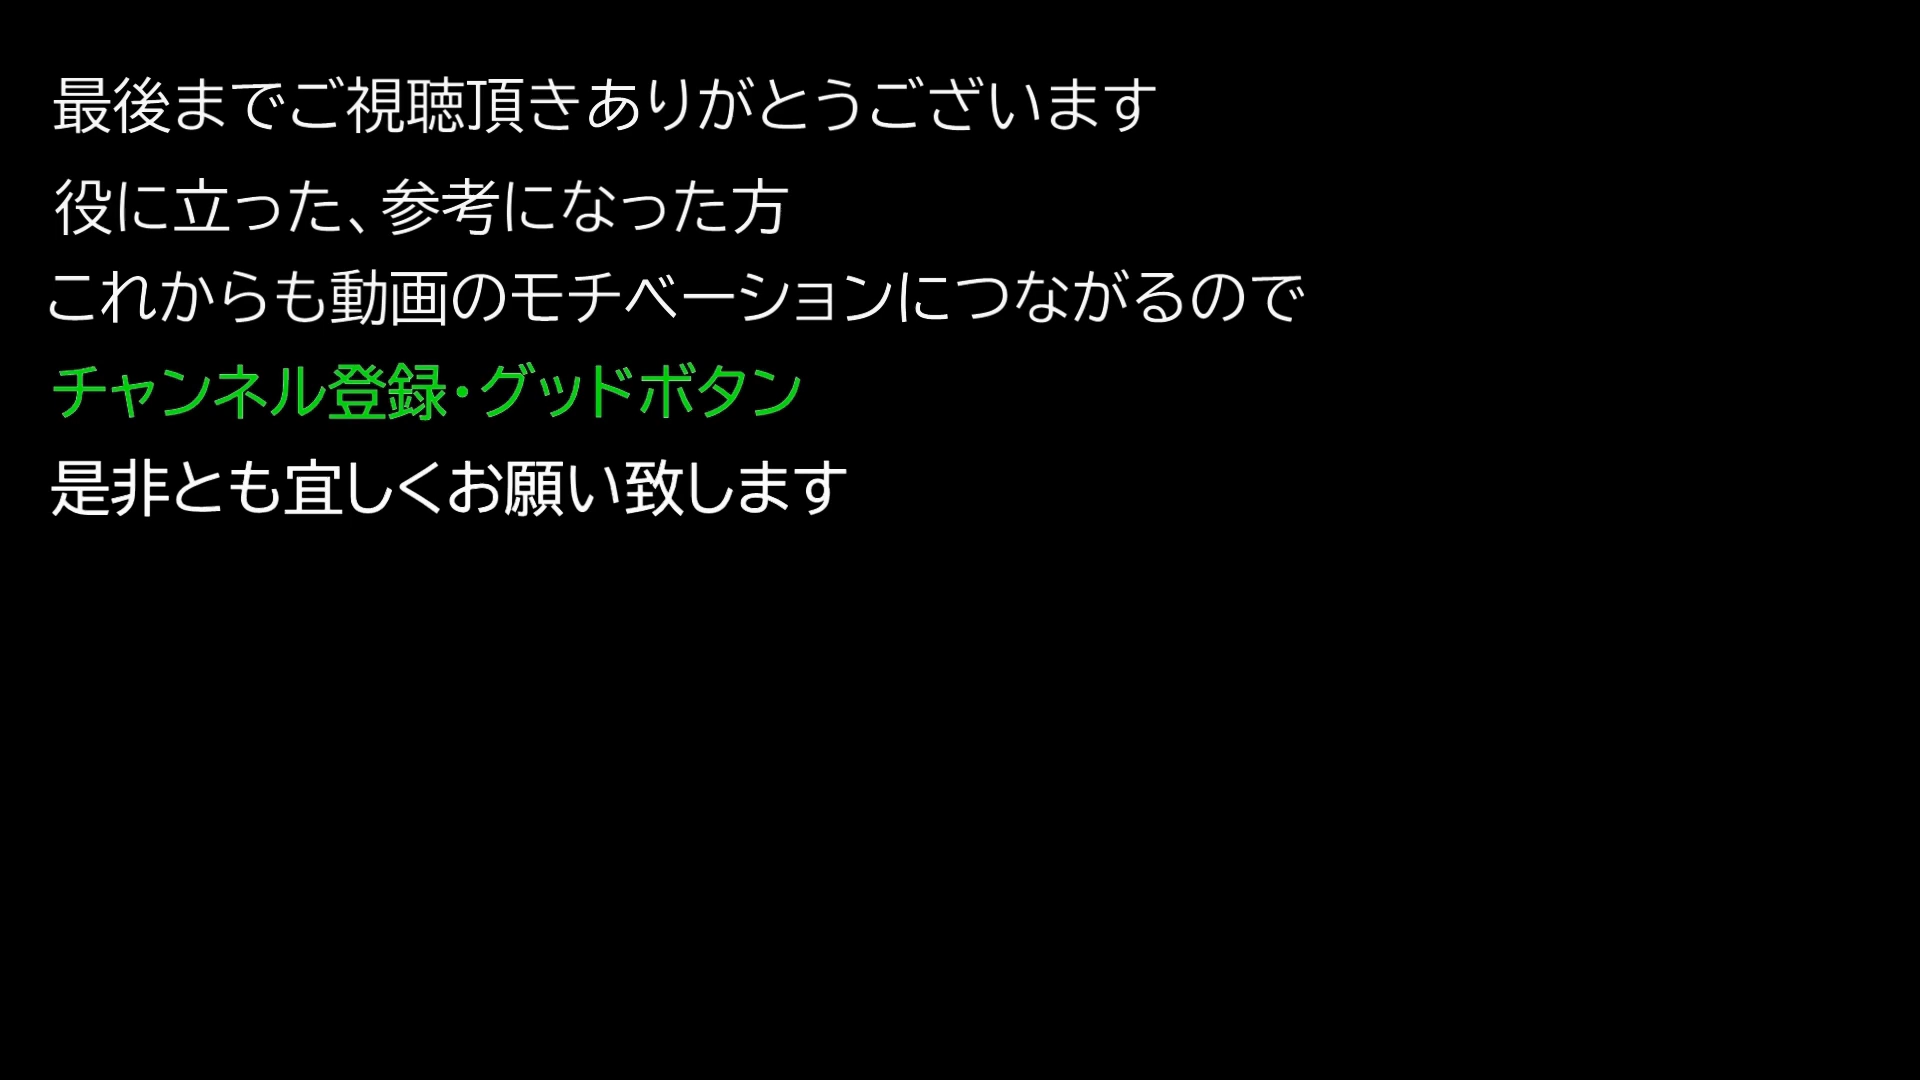 最後までご視聴頂きありがとうございます
役に立った、参考になった方
これからも動画のモチベーションにつながるので
チャンネル登録・グッドボタン
是非とも宜しくお願い致します